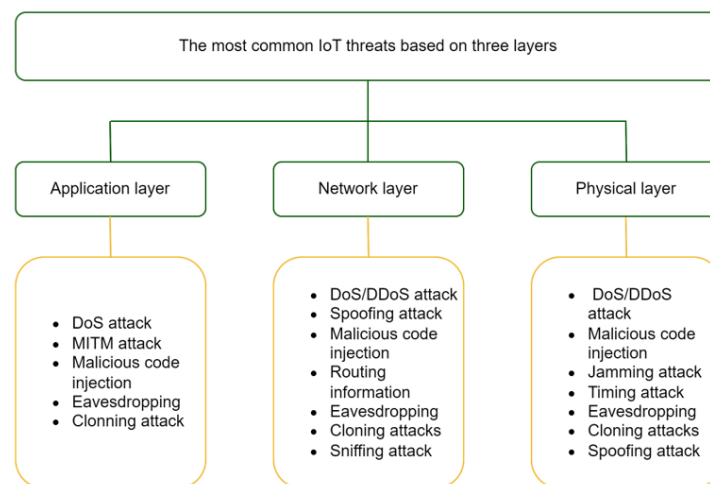 The most common IoT threats based on three layers
Application layer
Network layer
Physical layer
• DoS attack
• MITM attack
• Malicious code
injection
• Eavesdropping
• Clonning attack
• DoS/DDoS attack
• Spoofing attack
• Malicious code
injection
• Routing
information
• Eavesdropping
• Cloning attacks
• Sniffing attack
• DoS/DDoS
attack
• Malicious code
injection
• Jamming attack
• Timing attack
• Eavesdropping
• Cloning attacks
• Spoofing attack